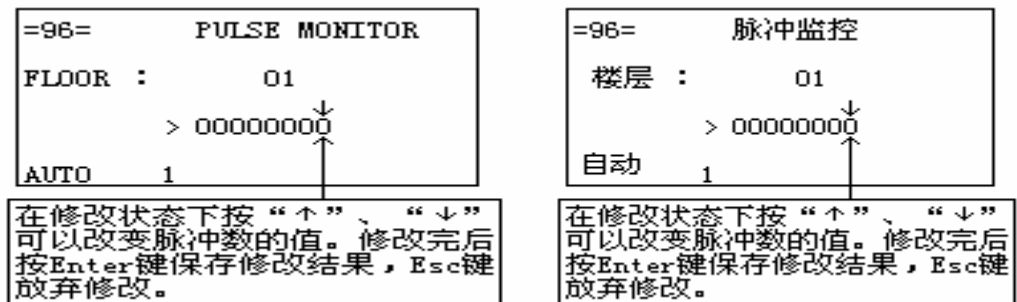 =96= PULSE MONITOR
FLOOR : 01
↓
> 00000000
AUTO 1
在修改状态下按“↑”、“↓”
可以改变脉冲数的值。修改完后
按Enter键保存修改结果，Esc键
放弃修改。
=96= 脉冲监控
楼层 : 01
↓
> 00000000
自动 1
在修改状态下按“↑”、“↓”
可以改变脉冲数的值。修改完后
按Enter键保存修改结果，Esc键
放弃修改。